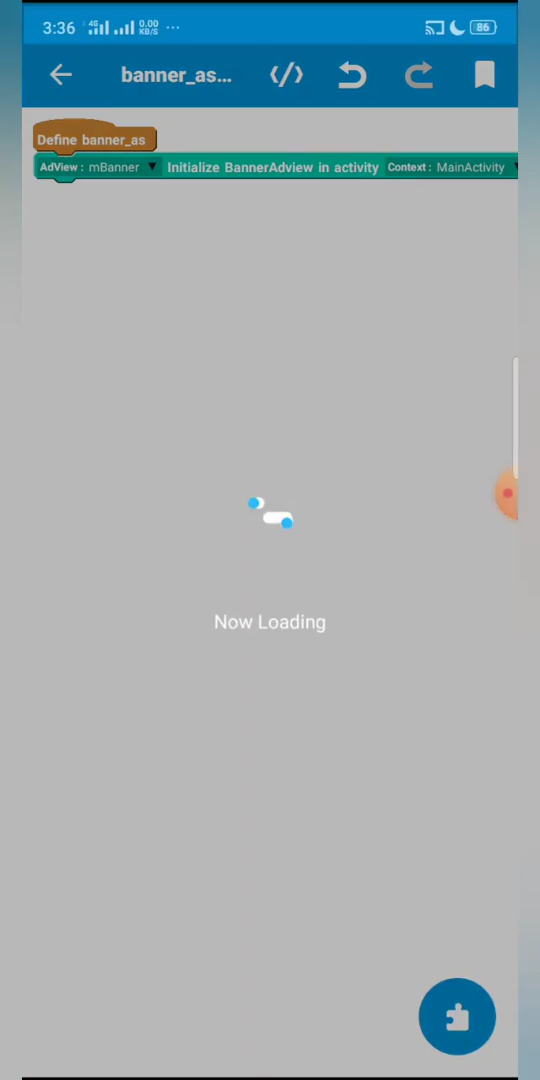 3:36 4G 0.00 KB/S ... 86
banner_as...
Define banner_as
AdView : mBanner Initialize BannerAdview in activity Context : MainActivity
Now Loading